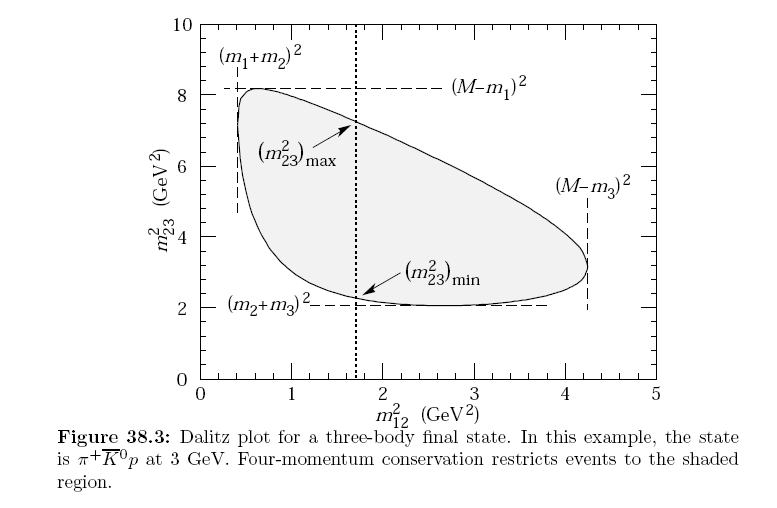 10
(m₁+m₂)²
8
(M–m₁)²
(m²₂₃)max
6
(M–m₃)²
m²₂₃ (GeV²)
4
(m²₂₃)min
2
(m₂+m₃)²
0
0 1 2 3 4 5
m²₁₂ (GeV²)
Figure 38.3: Dalitz plot for a three-body final state. In this example, the state
is π⁺K̅⁰p at 3 GeV. Four-momentum conservation restricts events to the shaded
region.